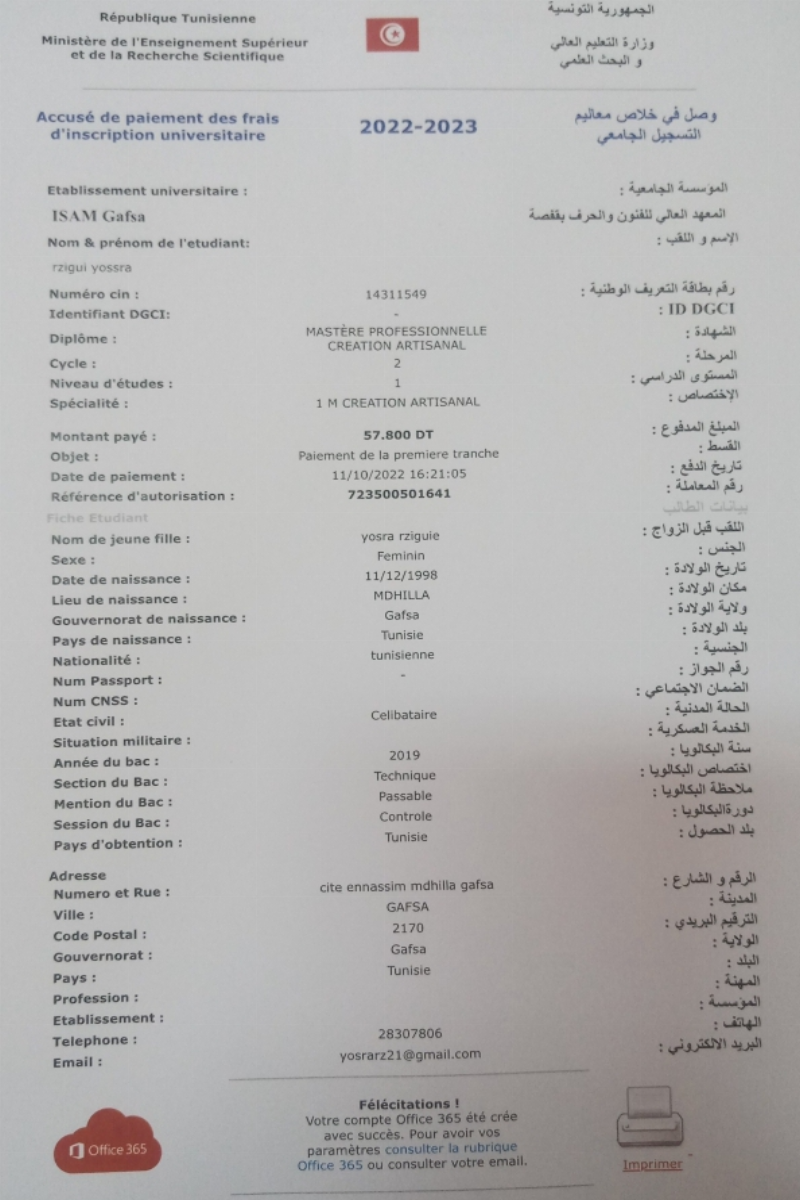 République Tunisienne
الجمهورية التونسية
Ministère de l'Enseignement Supérieur
et de la Recherche Scientifique
وزارة التعليم العالي
و البحث العلمي
Accusé de paiement des frais
d'inscription universitaire
2022-2023
وصل في خلاص معاليم
التسجيل الجامعي
Etablissement universitaire :
المؤسسة الجامعية :
ISAM Gafsa
المعهد العالي للفنون والحرف بقفصة
Nom & prénom de l'etudiant:
الإسم و اللقب :
rzigui yossra
Numéro cin : 14311549 رقم بطاقة التعريف الوطنية :
Identifiant DGCI: - ID DGCI :
Diplôme : MASTÈRE PROFESSIONNELLE
CREATION ARTISANAL الشهادة :
Cycle : 2 المرحلة :
Niveau d'études : 1 المستوى الدراسي :
Spécialité : 1 M CREATION ARTISANAL الإختصاص :
Montant payé : 57.800 DT المبلغ المدفوع :
Objet : Paiement de la premiere tranche القسط :
Date de paiement : 11/10/2022 16:21:05 تاريخ الدفع :
Référence d'autorisation : 723500501641 رقم المعاملة :
Fiche Etudiant بيانات الطالب
Nom de jeune fille : yosra rziguie اللقب قبل الزواج :
Sexe : Feminin الجنس :
Date de naissance : 11/12/1998 تاريخ الولادة :
Lieu de naissance : MDHILLA مكان الولادة :
Gouvernorat de naissance : Gafsa ولاية الولادة :
Pays de naissance : Tunisie بلد الولادة :
Nationalité : tunisienne الجنسية :
Num Passport : - رقم الجواز :
Num CNSS : الضمان الاجتماعي :
Etat civil : Celibataire الحالة المدنية :
Situation militaire : الخدمة العسكرية :
Année du bac : 2019 سنة البكالويا :
Section du Bac : Technique اختصاص البكالويا :
Mention du Bac : Passable ملاحظة البكالويا :
Session du Bac : Controle دورةالبكالويا :
Pays d'obtention : Tunisie بلد الحصول :
Adresse
Numero et Rue : cite ennassim mdhilla gafsa الرقم و الشارع :
Ville : GAFSA المدينة :
Code Postal : 2170 الترقيم البريدي :
Gouvernorat : Gafsa الولاية :
Pays : Tunisie البلد :
Profession : المهنة :
Etablissement : المؤسسة :
Telephone : 28307806 الهاتف :
Email : yosrarz21@gmail.com البريد الالكتروني :
Félécitations !
Votre compte Office 365 été crée
avec succès. Pour avoir vos
paramètres consulter la rubrique
Office 365 ou consulter votre email.
Office 365
Imprimer